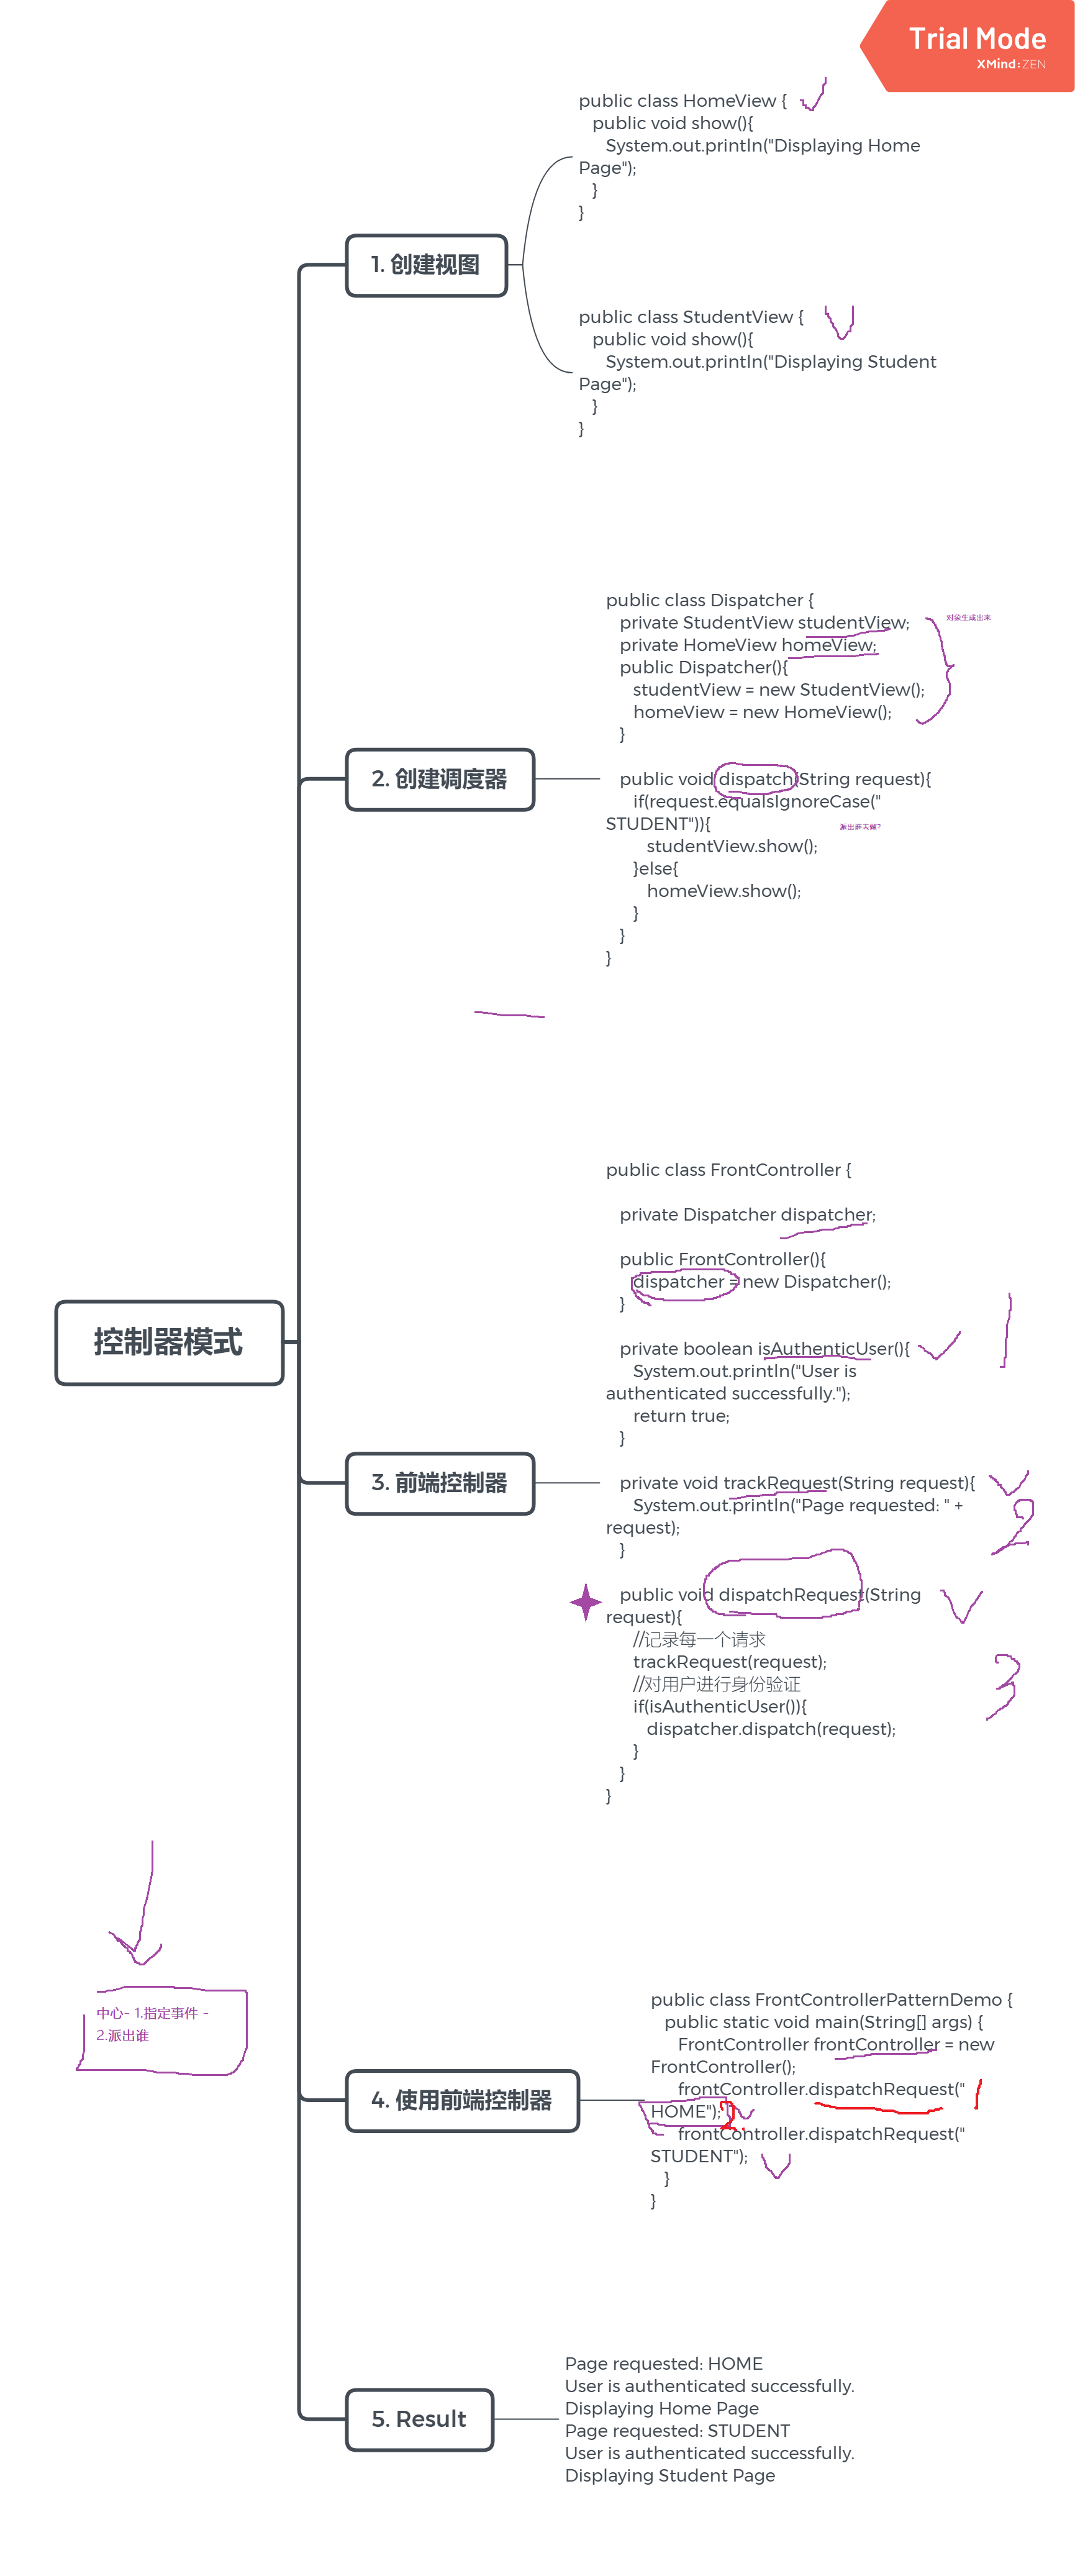 Trial Mode
XMind:ZEN
public class HomeView {
public void show(){
System.out.println("Displaying Home
Page");
}
}
1. 创建视图
public class StudentView {
public void show(){
System.out.println("Displaying Student
Page");
}
}
public class Dispatcher {
private StudentView studentView;
对象生成出来
private HomeView homeView;
public Dispatcher(){
studentView = new StudentView();
homeView = new HomeView();
}
2. 创建调度器
public void dispatch(String request){
if(request.equalsIgnoreCase("
STUDENT")){
派出谁去做?
studentView.show();
}else{
homeView.show();
}
}
}
public class FrontController {
private Dispatcher dispatcher;
public FrontController(){
dispatcher = new Dispatcher();
}
控制器模式
private boolean isAuthenticUser(){
1
System.out.println("User is
authenticated successfully.");
return true;
}
3. 前端控制器
private void trackRequest(String request){
System.out.println("Page requested: " +
2
request);
}
public void dispatchRequest(String
request){
//记录每一个请求
trackRequest(request);
//对用户进行身份验证
3
if(isAuthenticUser()){
dispatcher.dispatch(request);
}
}
}
中心- 1.指定事件 -
2.派出谁
4. 使用前端控制器
public class FrontControllerPatternDemo {
public static void main(String[] args) {
FrontController frontController = new
FrontController();
frontController.dispatchRequest("
1
HOME");
2.
frontController.dispatchRequest("
STUDENT");
}
}
5. Result
Page requested: HOME
User is authenticated successfully.
Displaying Home Page
Page requested: STUDENT
User is authenticated successfully.
Displaying Student Page